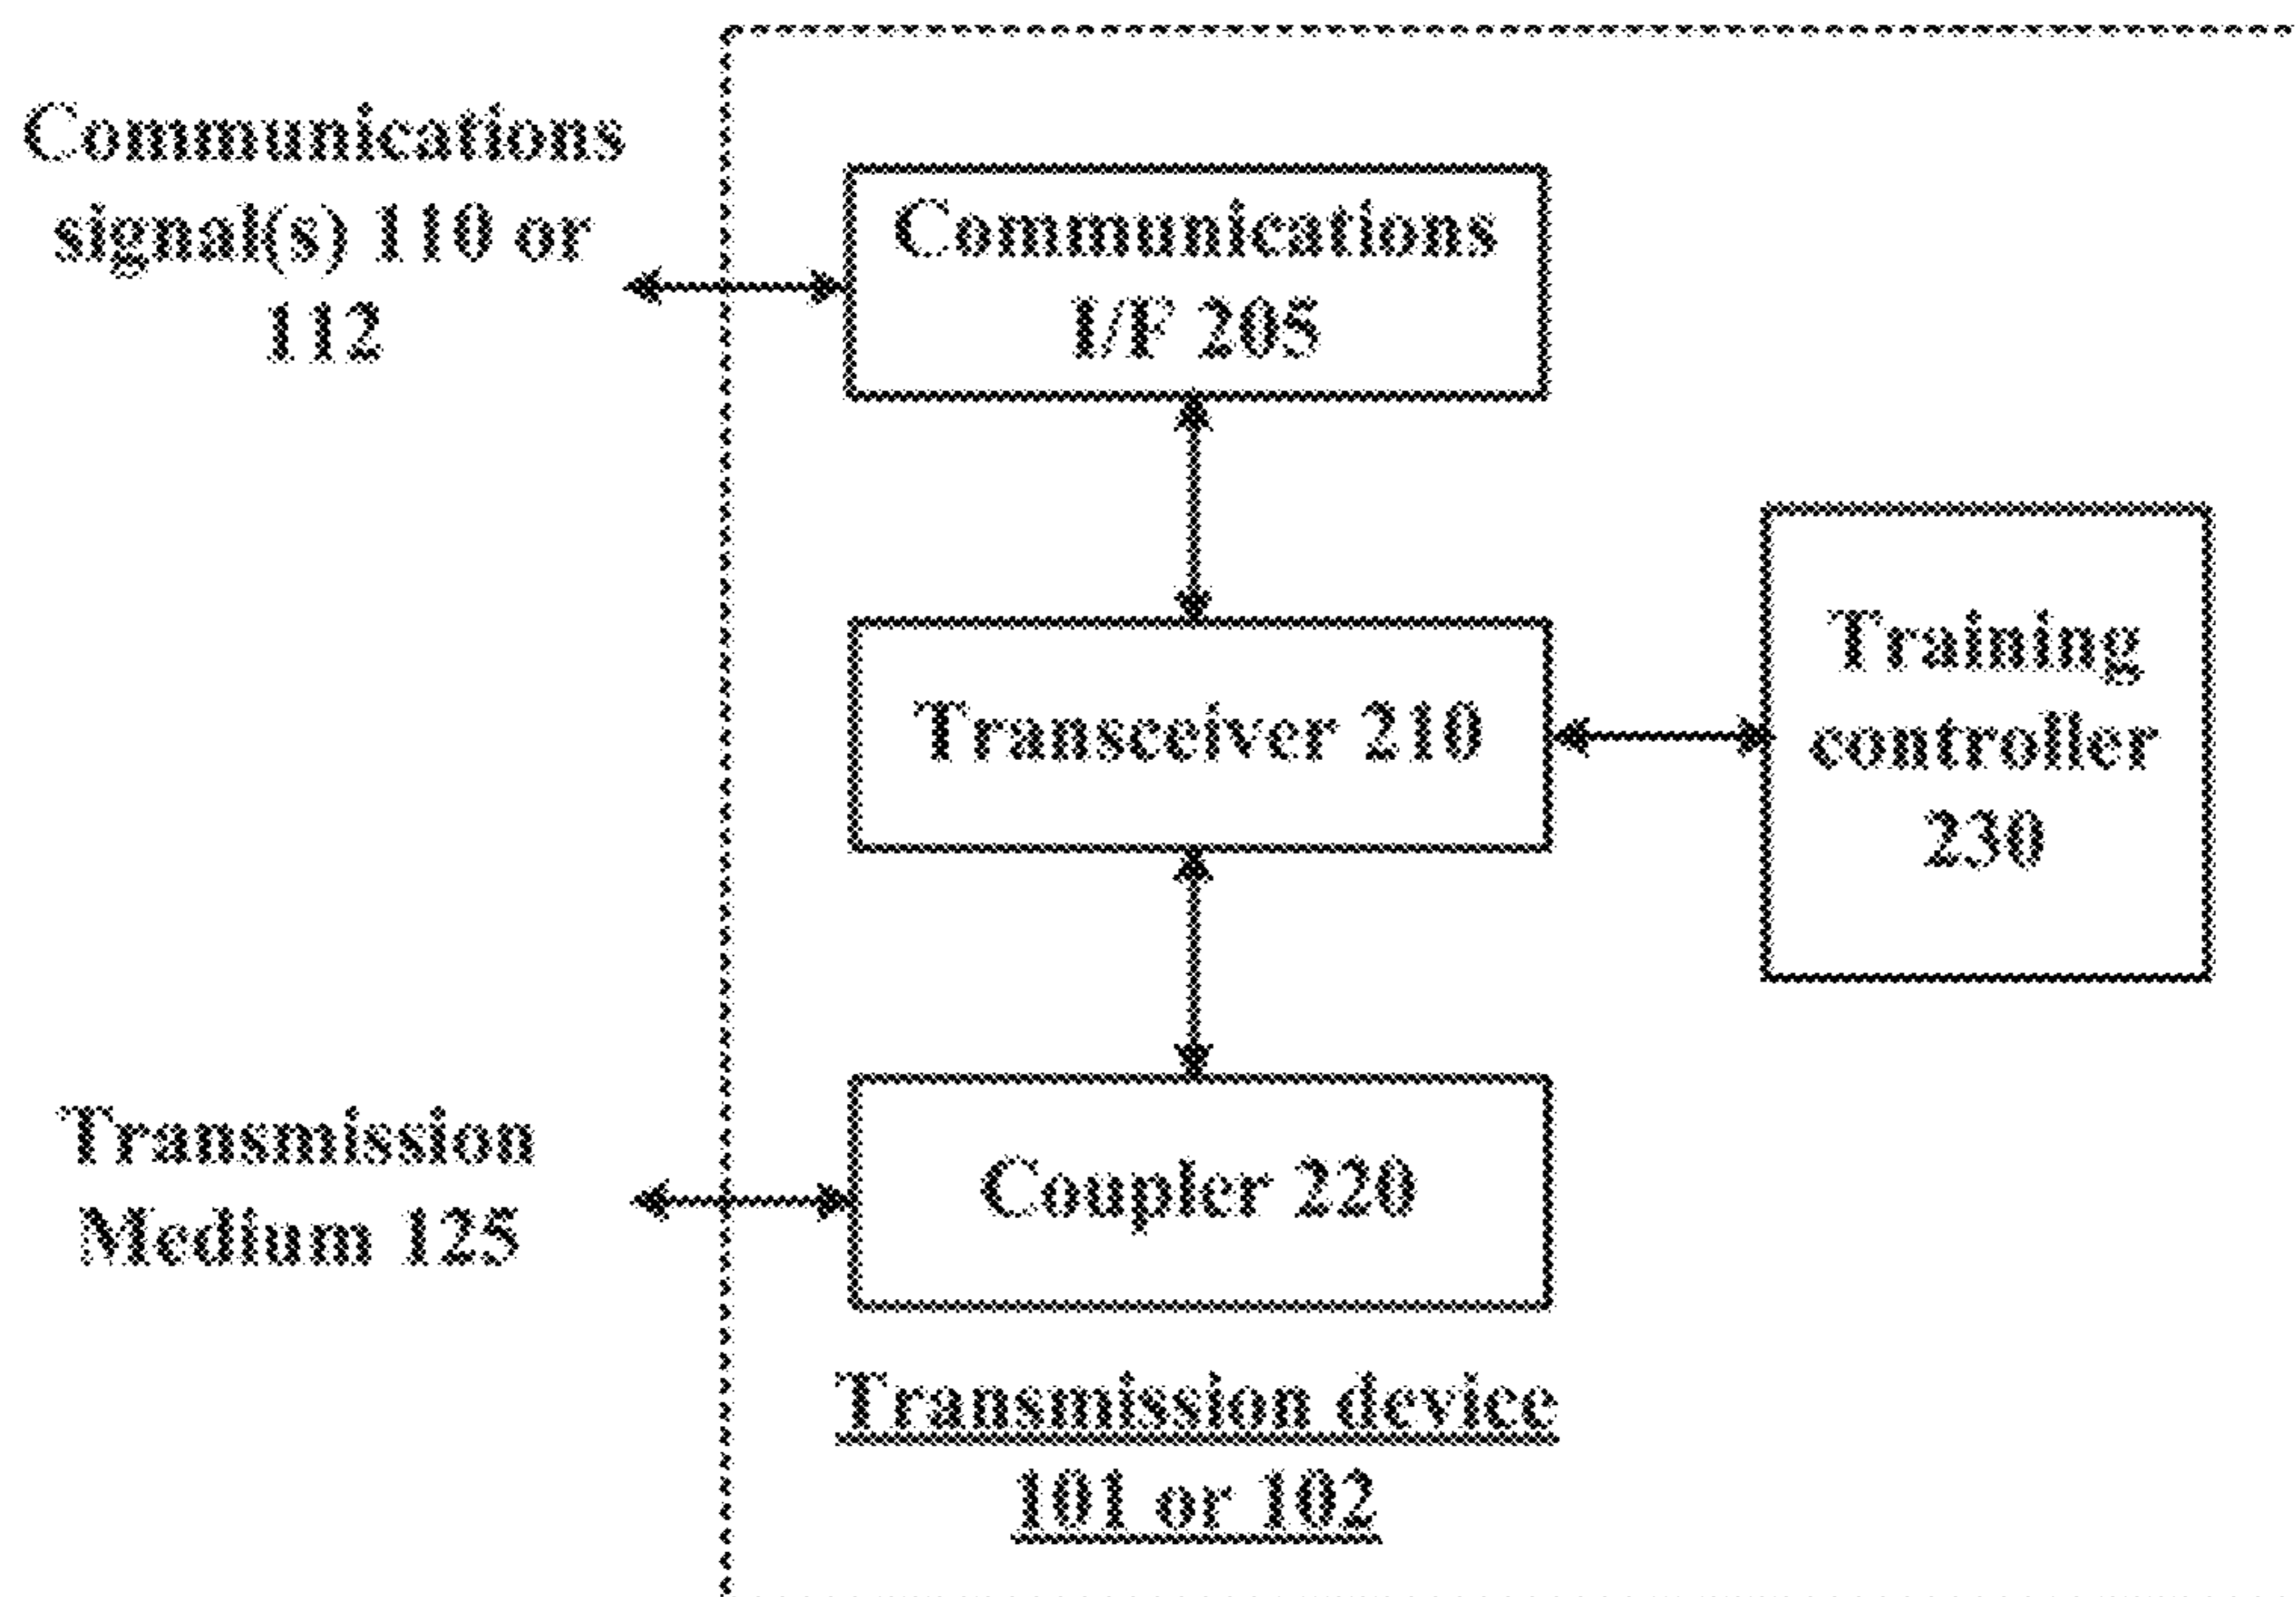 Communications
signal(s) 110 or
112
Communications
I/F 205
Transceiver 210
Training
controller
230
Transmission
Medium 125
Coupler 220
Transmission device
101 or 102